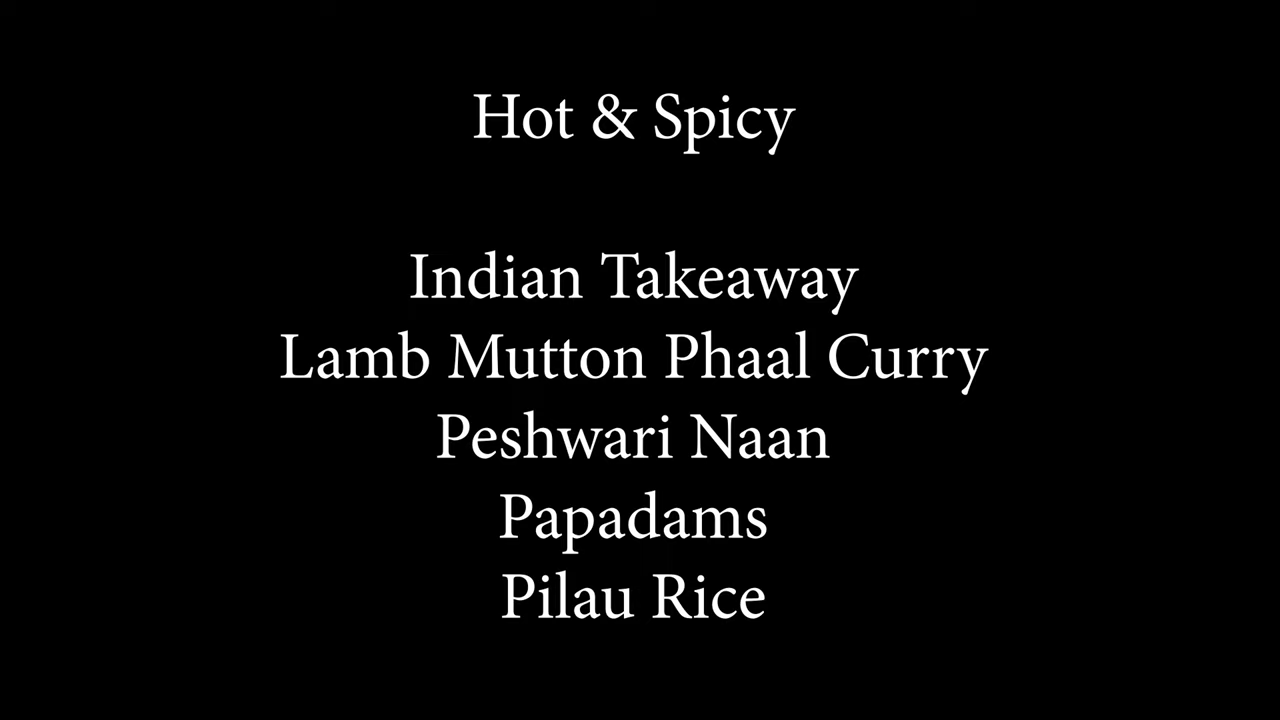 Hot & Spicy
Indian Takeaway
Lamb Mutton Phaal Curry
Peshwari Naan
Papadams
Pilau Rice